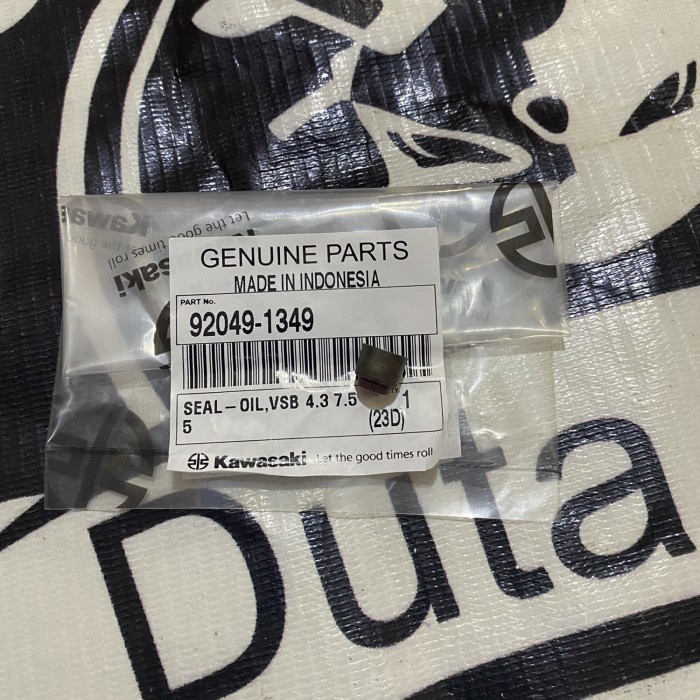 Kawasaki
Let the good times roll
GENUINE PARTS
MADE IN INDONESIA
PART No.
92049-1349
SEAL-OIL,VSB 4.3 7.5 1
5 (23D)
Kawasaki Let the good times roll
Duta